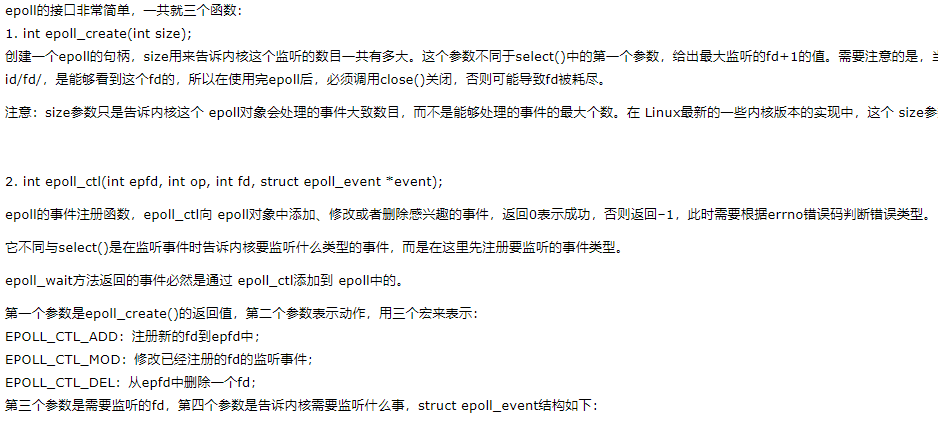 epoll的接口非常简单，一共就三个函数：
1. int epoll_create(int size);
创建一个epoll的句柄，size用来告诉内核这个监听的数目一共有多大。这个参数不同于select()中的第一个参数，给出最大监听的fd+1的值。需要注意的是，
id/fd/，是能够看到这个fd的，所以在使用完epoll后，必须调用close()关闭，否则可能导致fd被耗尽。
注意：size参数只是告诉内核这个 epoll对象会处理的事件大致数目，而不是能够处理的事件的最大个数。在 Linux最新的一些内核版本的实现中，这个 size参
2. int epoll_ctl(int epfd, int op, int fd, struct epoll_event *event);
epoll的事件注册函数，epoll_ctl向 epoll对象中添加、修改或者删除感兴趣的事件，返回0表示成功，否则返回–1，此时需要根据errno错误码判断错误类型。
它不同与select()是在监听事件时告诉内核要监听什么类型的事件，而是在这里先注册要监听的事件类型。
epoll_wait方法返回的事件必然是通过 epoll_ctl添加到 epoll中的。
第一个参数是epoll_create()的返回值，第二个参数表示动作，用三个宏来表示：
EPOLL_CTL_ADD：注册新的fd到epfd中；
EPOLL_CTL_MOD：修改已经注册的fd的监听事件；
EPOLL_CTL_DEL：从epfd中删除一个fd；
第三个参数是需要监听的fd，第四个参数是告诉内核需要监听什么事，struct epoll_event结构如下：